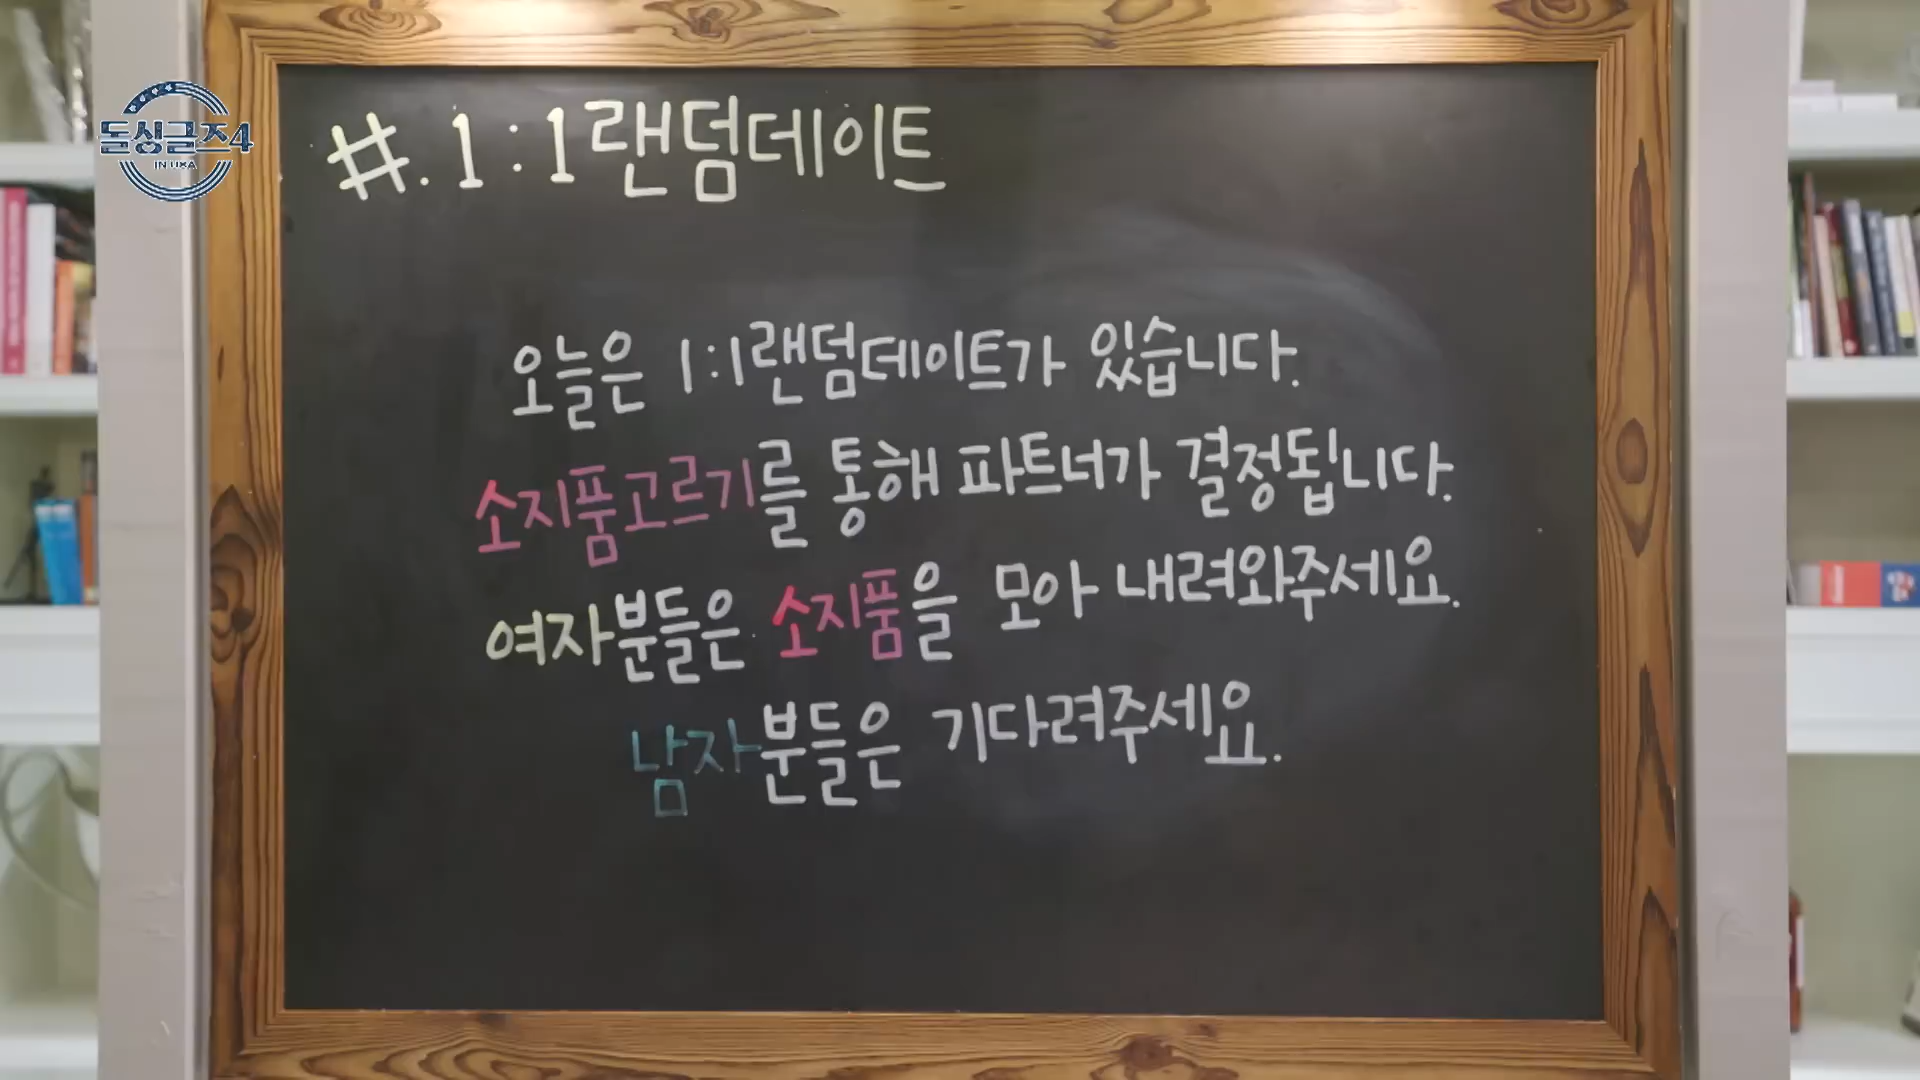 돌싱글즈4
IN USA
#. 1:1랜덤데이트
오늘은 1:1랜덤데이트가 있습니다.
소지품고르기를 통해 파트너가 결정됩니다.
여자분들은 소지품을 모아 내려와주세요.
남자분들은 기다려주세요.